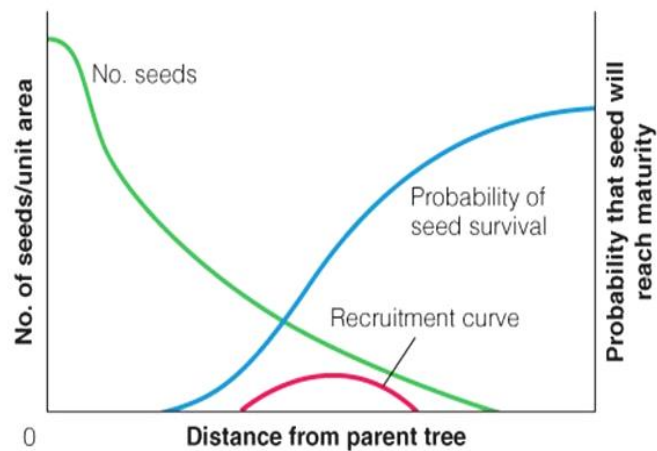 No. of seeds/unit area
No. seeds
Probability of
seed survival
Recruitment curve
Probability that seed will
reach maturity
0
Distance from parent tree